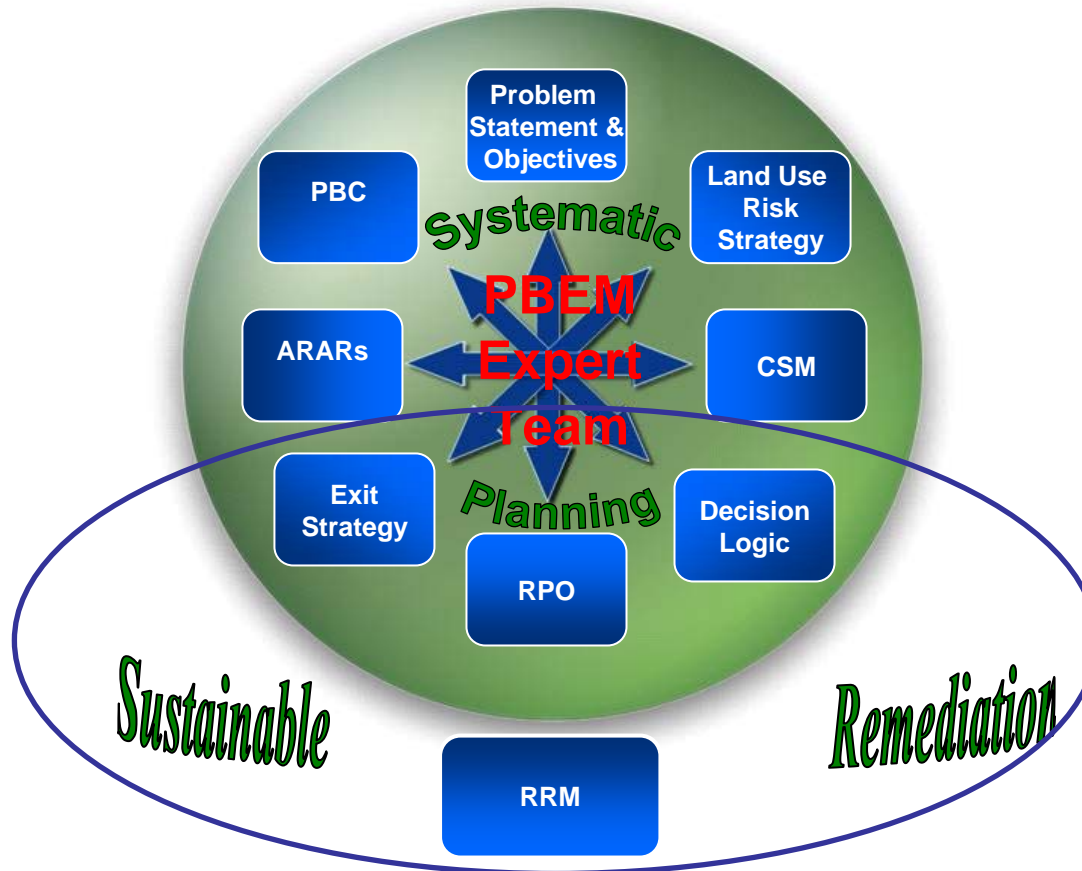 Problem
Statement &
Objectives
PBC
Land Use
Risk
Strategy
Systematic
PBEM
Expert
Team
ARARs
CSM
Exit
Strategy
Planning
Decision
Logic
RPO
Sustainable
Remediation
RRM